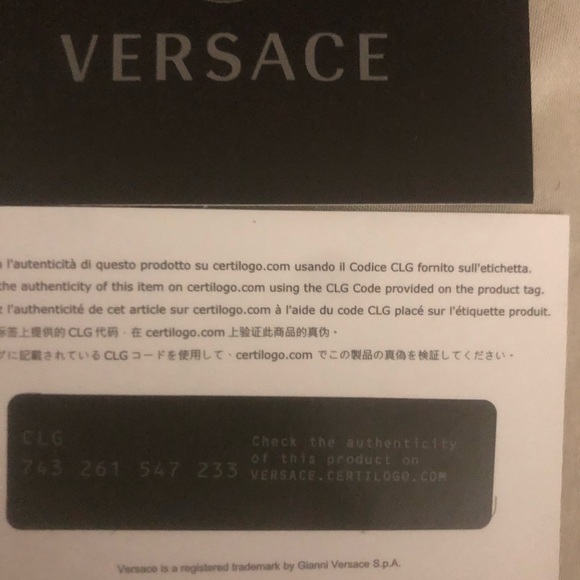 VERSACE
l'autenticità di questo prodotto su certilogo.com usando il Codice CLG fornito sull'etichetta.
the authenticity of this item on certilogo.com using the CLG Code provided on the product tag.
l'authenticité de cet article sur certilogo.com à l'aide du code CLG placé sur l'étiquette produit.
标签上提供的 CLG 代码，在 certilogo.com 上验证此商品的真伪。
グに記載されている CLG コードを使用して、certilogo.com でこの製品の真偽を検証してください。
CLG
743 261 547 233
Check the authenticity
of this product on
VERSACE.CERTILOGO.COM
Versace is a registered trademark by Gianni Versace S.p.A.